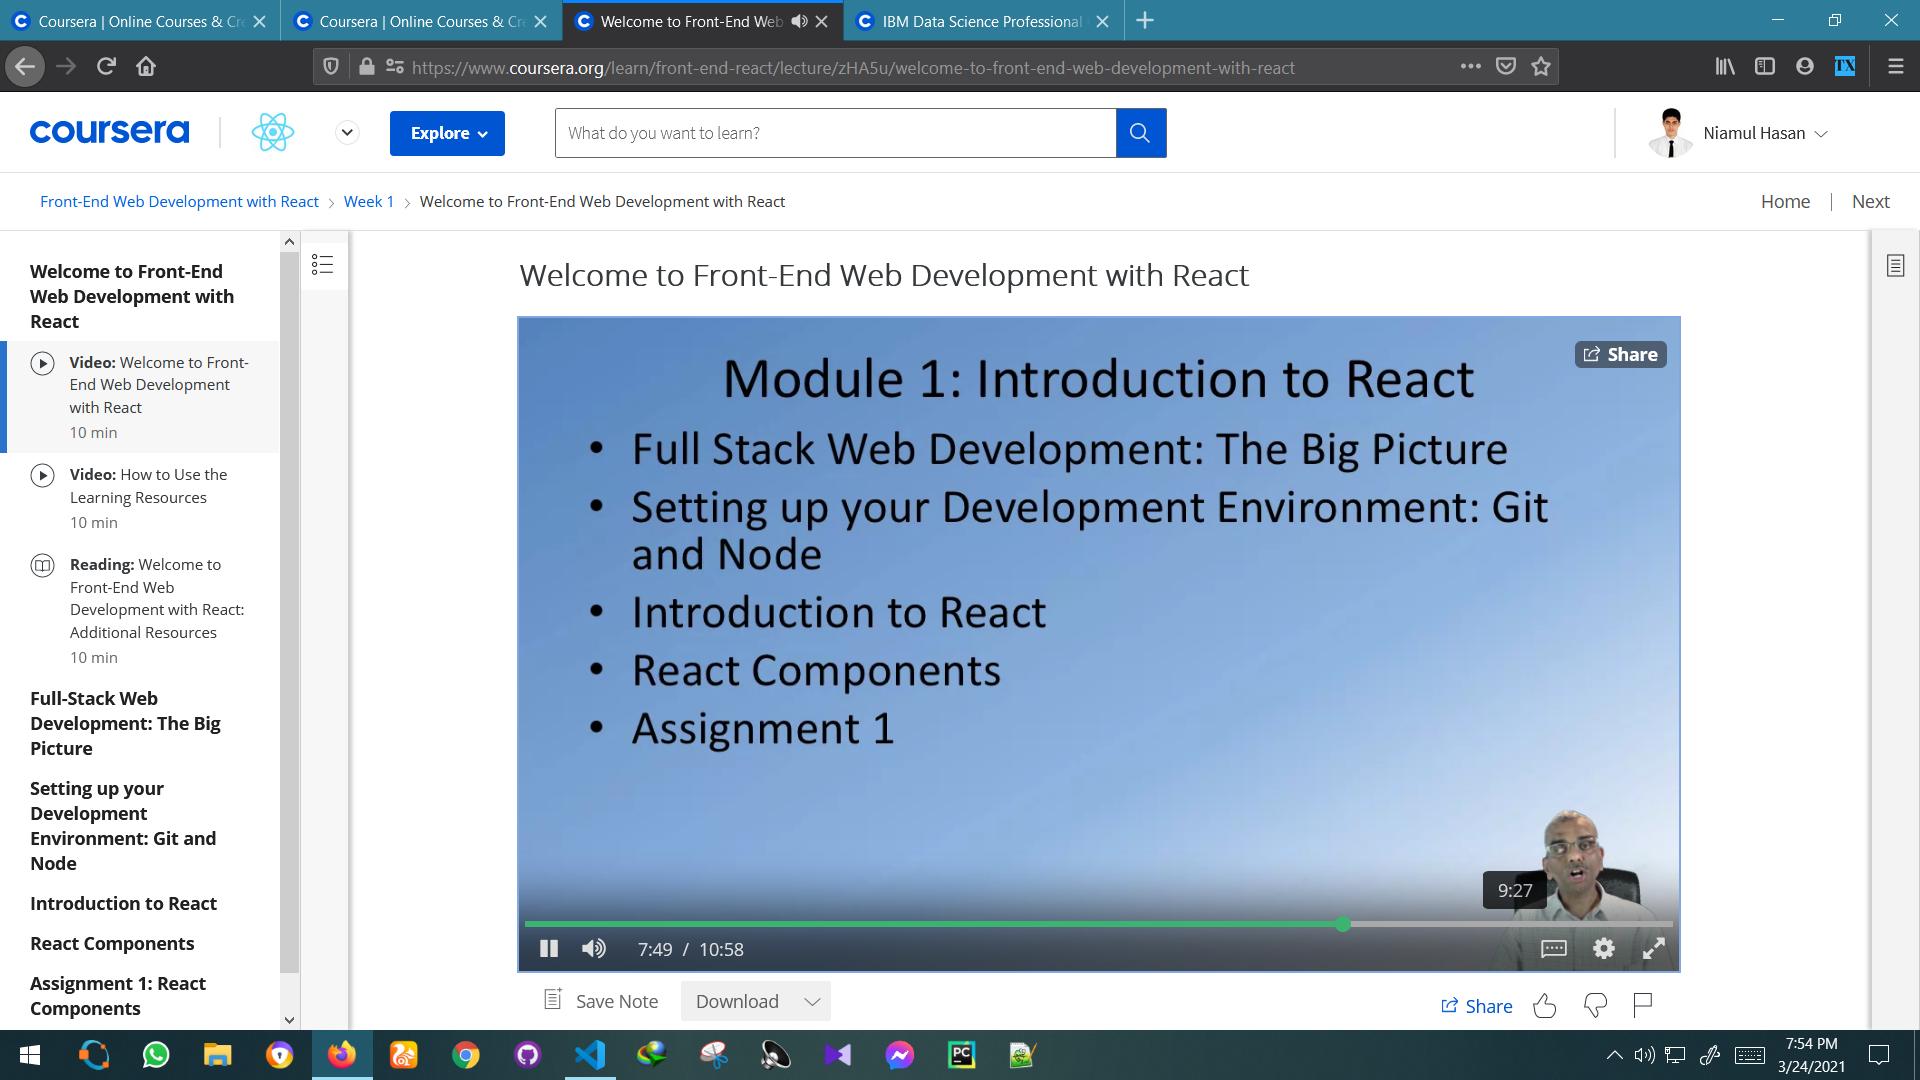 Coursera | Online Courses & Cre
Coursera | Online Courses & Cre
Welcome to Front-End Web
IBM Data Science Professional
https://www.coursera.org/learn/front-end-react/lecture/zHA5u/welcome-to-front-end-web-development-with-react
TX
coursera
Explore
What do you want to learn?
Niamul Hasan
Front-End Web Development with React
Week 1
Welcome to Front-End Web Development with React
Home
Next
Welcome to Front-End
Web Development with
React
Video: Welcome to Front-
End Web Development
with React
10 min
Video: How to Use the
Learning Resources
10 min
Reading: Welcome to
Front-End Web
Development with React:
Additional Resources
10 min
Full-Stack Web
Development: The Big
Picture
Setting up your
Development
Environment: Git and
Node
Introduction to React
React Components
Assignment 1: React
Components
Welcome to Front-End Web Development with React
Share
Module 1: Introduction to React
• Full Stack Web Development: The Big Picture
• Setting up your Development Environment: Git
and Node
• Introduction to React
• React Components
• Assignment 1
9:27
7:49 / 10:58
Save Note
Download
Share
PC
7:54 PM
3/24/2021